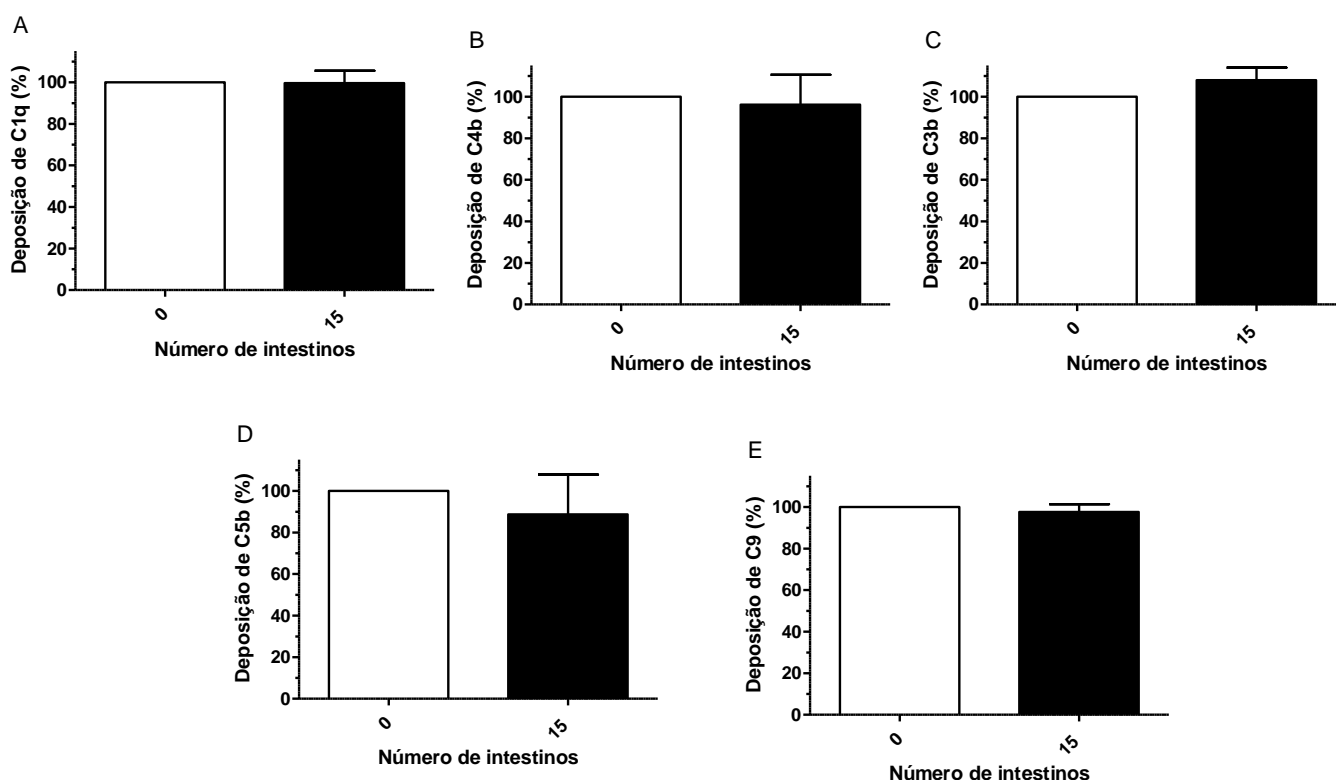 A
Deposição de C1q (%)
100
80
60
40
20
0
0
15
Número de intestinos
B
Deposição de C4b (%)
100
80
60
40
20
0
0
15
Número de intestinos
C
Deposição de C3b (%)
100
80
60
40
20
0
0
15
Número de intestinos
D
Deposição de C5b (%)
100
80
60
40
20
0
0
15
Número de intestinos
E
Deposição de C9 (%)
100
80
60
40
20
0
0
15
Número de intestinos